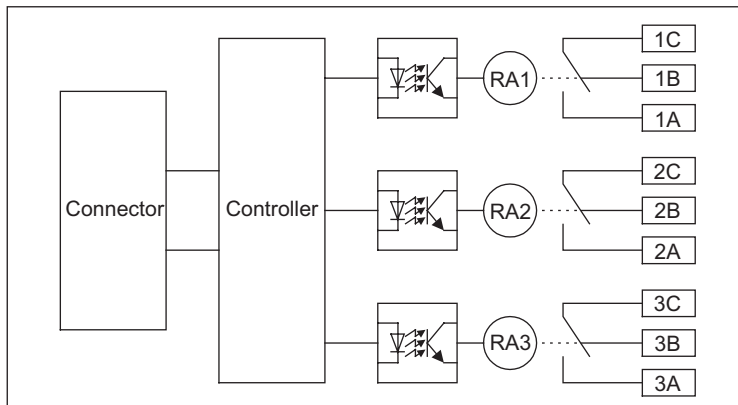 Connector
Controller
RA1
1C
1B
1A
RA2
2C
2B
2A
RA3
3C
3B
3A